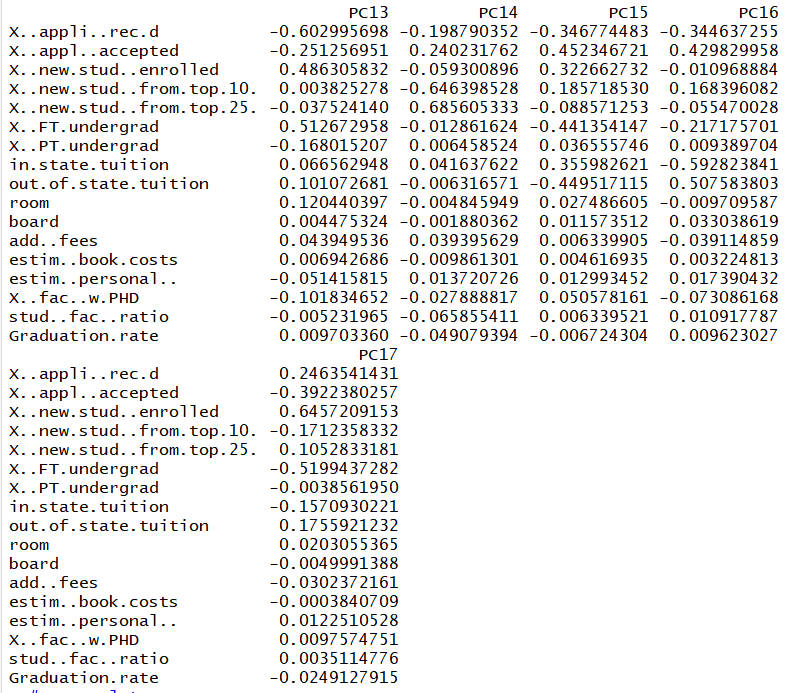 PC13 PC14 PC15 PC16
X..appli..rec.d -0.602995698 -0.198790352 -0.346774483 -0.344637255
X..appl..accepted -0.251256951 0.240231762 0.452346721 0.429829958
X..new.stud..enrolled 0.486305832 -0.059300896 0.322662732 -0.010968884
X..new.stud..from.top.10. 0.003825278 -0.646398528 0.185718530 0.168396082
X..new.stud..from.top.25. -0.037524140 0.685605333 -0.088571253 -0.055470028
X..FT.undergrad 0.512672958 -0.012861624 -0.441354147 -0.217175701
X..PT.undergrad -0.168015207 0.006458524 0.036555746 0.009389704
in.state.tuition 0.066562948 0.041637622 0.355982621 -0.592823841
out.of.state.tuition 0.101072681 -0.006316571 -0.449517115 0.507583803
room 0.120440397 -0.004845949 0.027486605 -0.009709587
board 0.004475324 -0.001880362 0.011573512 0.033038619
add..fees 0.043949536 0.039395629 0.006339905 -0.039114859
estim..book.costs 0.006942686 -0.009861301 0.004616935 0.003224813
estim..personal.. -0.051415815 0.013720726 0.012993452 0.017390432
X..fac..w.PHD -0.101834652 -0.027888817 0.050578161 -0.073086168
stud..fac..ratio -0.005231965 -0.065855411 0.006339521 0.010917787
Graduation.rate 0.009703360 -0.049079394 -0.006724304 0.009623027
PC17
X..appli..rec.d 0.2463541431
X..appl..accepted -0.3922380257
X..new.stud..enrolled 0.6457209153
X..new.stud..from.top.10. -0.1712358332
X..new.stud..from.top.25. 0.1052833181
X..FT.undergrad -0.5199437282
X..PT.undergrad -0.0038561950
in.state.tuition -0.1570930221
out.of.state.tuition 0.1755921232
room 0.0203055365
board -0.0049991388
add..fees -0.0302372161
estim..book.costs -0.0003840709
estim..personal.. 0.0122510528
X..fac..w.PHD 0.0097574751
stud..fac..ratio 0.0035114776
Graduation.rate -0.0249127915